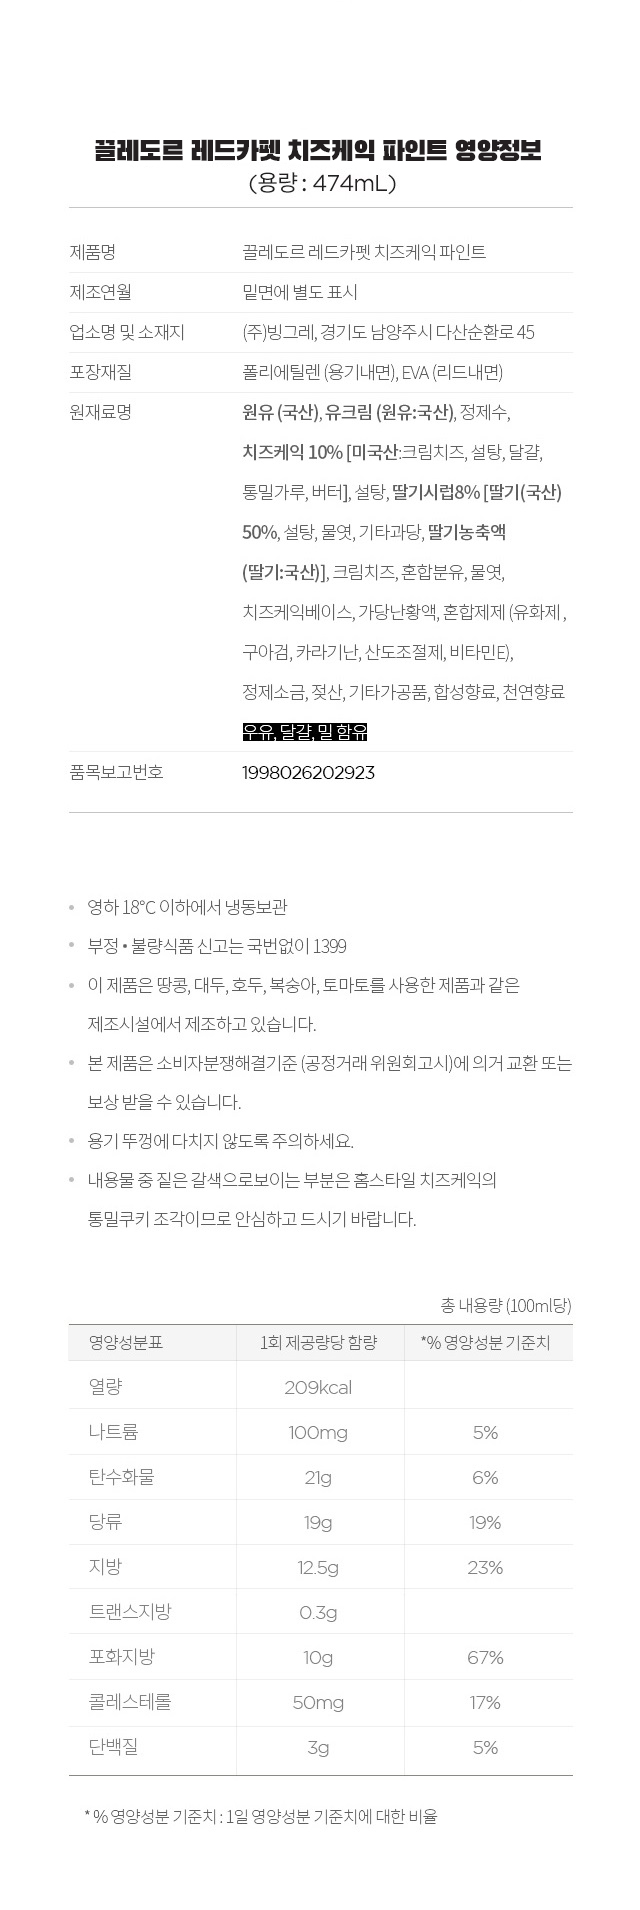 끌레도르 레드카펫 치즈케익 파인트 영양정보
(용량 : 474mL)
제품명 끌레도르 레드카펫 치즈케익 파인트
제조연월 밑면에 별도 표시
업소명 및 소재지 (주)빙그레, 경기도 남양주시 다산순환로 45
포장재질 폴리에틸렌 (용기내면), EVA (리드내면)
원재료명 원유 (국산), 유크림 (원유:국산), 정제수,
치즈케익 10% [미국산:크림치즈, 설탕, 달걀,
통밀가루, 버터], 설탕, 딸기시럽8% [딸기(국산)
50%, 설탕, 물엿, 기타과당, 딸기농축액
(딸기:국산)], 크림치즈, 혼합분유, 물엿,
치즈케익베이스, 가당난황액, 혼합제제 (유화제,
구아검, 카라기난, 산도조절제, 비타민E),
정제소금, 젖산, 기타가공품, 합성향료, 천연향료
우유, 달걀, 밀 함유
품목보고번호 1998026202923
• 영하 18℃ 이하에서 냉동보관
• 부정 • 불량식품 신고는 국번없이 1399
• 이 제품은 땅콩, 대두, 호두, 복숭아, 토마토를 사용한 제품과 같은
제조시설에서 제조하고 있습니다.
• 본 제품은 소비자분쟁해결기준 (공정거래 위원회고시)에 의거 교환 또는
보상 받을 수 있습니다.
• 용기 뚜껑에 다치지 않도록 주의하세요.
• 내용물 중 짙은 갈색으로보이는 부분은 홈스타일 치즈케익의
통밀쿠키 조각이므로 안심하고 드시기 바랍니다.
총 내용량 (100ml당)
영양성분표 1회 제공량당 함량 *% 영양성분 기준치
열량 209kcal
나트륨 100mg 5%
탄수화물 21g 6%
당류 19g 19%
지방 12.5g 23%
트랜스지방 0.3g
포화지방 10g 67%
콜레스테롤 50mg 17%
단백질 3g 5%
* % 영양성분 기준치 : 1일 영양성분 기준치에 대한 비율